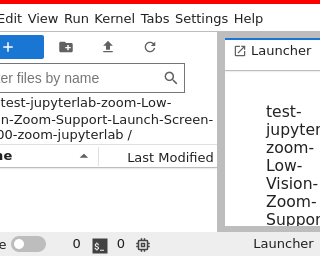 Edit View Run Kernel Tabs Settings Help
+
Launcher
er files by name
test-jupyterlab-zoom-Low-
n-Zoom-Support-Launch-Screen-
00-zoom-jupyterlab /
me
Last Modified
test-
jupyter
zoom-
Low-
Vision-
Zoom-
Support
e
0
$_
0
Launcher